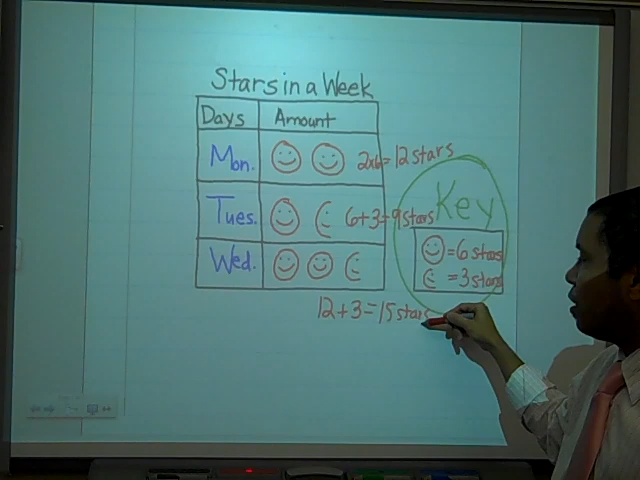 Stars in a Week
Days Amount
Mon. 2x6=12 stars
Tues. 6+3=9 stars
Wed.
12+3=15 stars
Key
=6 stars
=3 stars